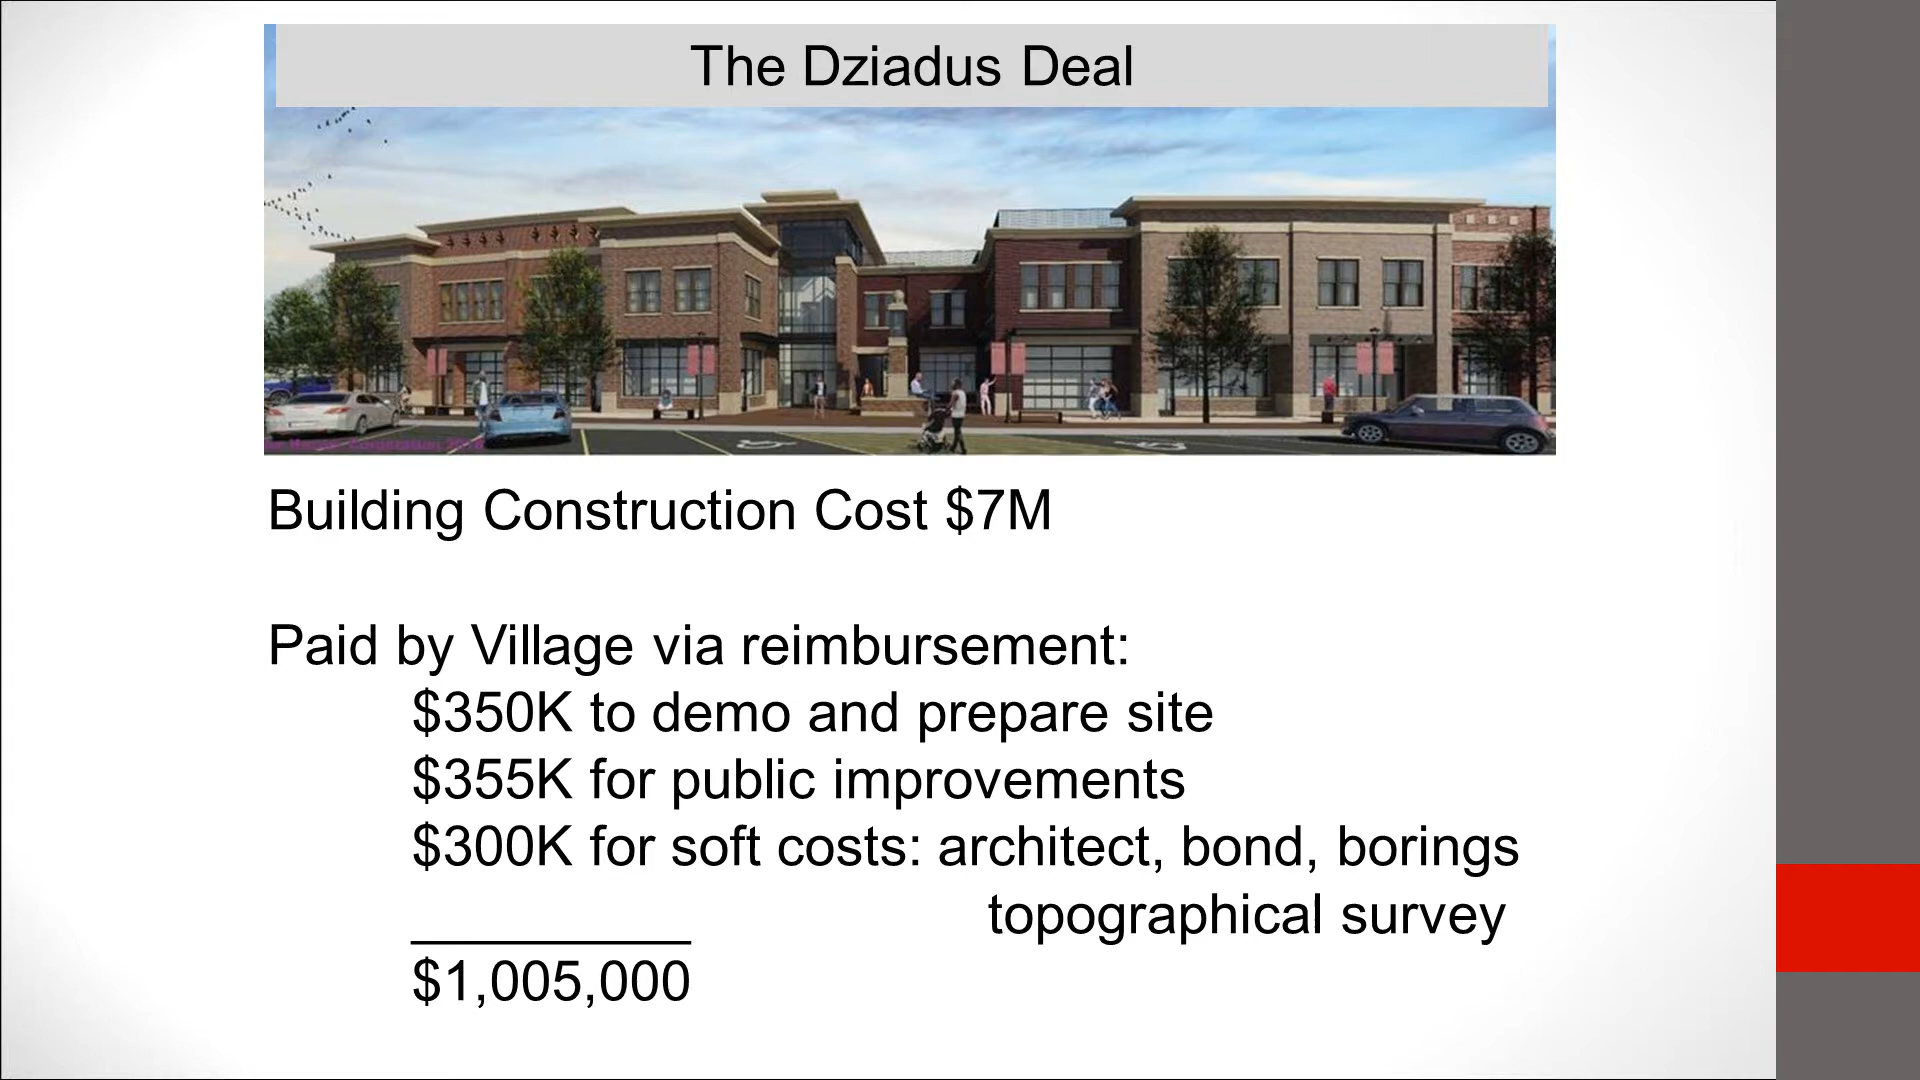 The Dziadus Deal
Building Construction Cost $7M
Paid by Village via reimbursement:
$350K to demo and prepare site
$355K for public improvements
$300K for soft costs: architect, bond, borings
topographical survey
$1,005,000